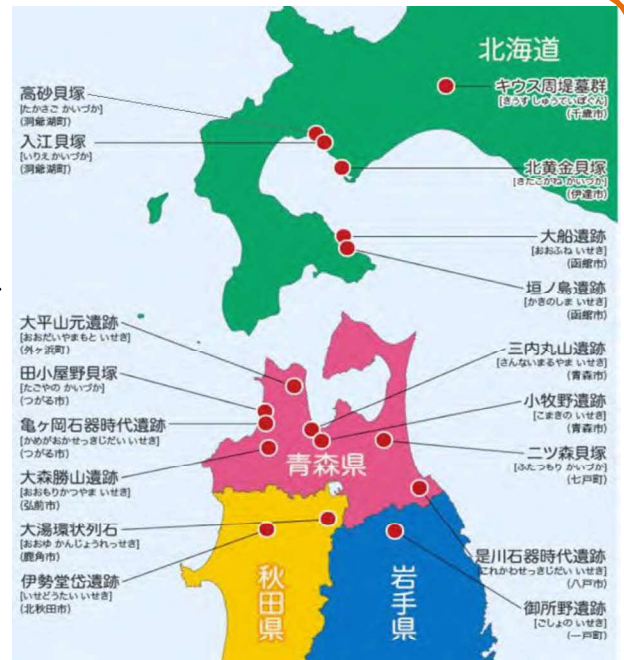 北海道
高砂貝塚
[たかさご かいづか]
(洞爺湖町)
入江貝塚
[いりえ かいづか]
(洞爺湖町)
キウス周堤墓群
[きうす しゅうていぼぐん]
(千歳市)
北黄金貝塚
[きたこがね かいづか]
(伊達市)
大船遺跡
[おおふね いせき]
(函館市)
垣ノ島遺跡
[かきのしま いせき]
(函館市)
大平山元遺跡
[おおだいやまもと いせき]
(外ヶ浜町)
田小屋野貝塚
[たごやの かいづか]
(つがる市)
亀ヶ岡石器時代遺跡
[かめがおかせっきじだい いせき]
(つがる市)
大森勝山遺跡
[おおもりかつやま いせき]
(弘前市)
大湯環状列石
[おおゆ かんじょうれっせき]
(鹿角市)
伊勢堂岱遺跡
[いせどうたい いせき]
(北秋田市)
三内丸山遺跡
[さんないまるやま いせき]
(青森市)
小牧野遺跡
[こまきの いせき]
(青森市)
二ツ森貝塚
[ふたつもり かいづか]
(七戸町)
是川石器時代遺跡
[これかわせっきじだい いせき]
(八戸市)
御所野遺跡
[ごしょの いせき]
(一戸町)
青森県
秋田県
岩手県